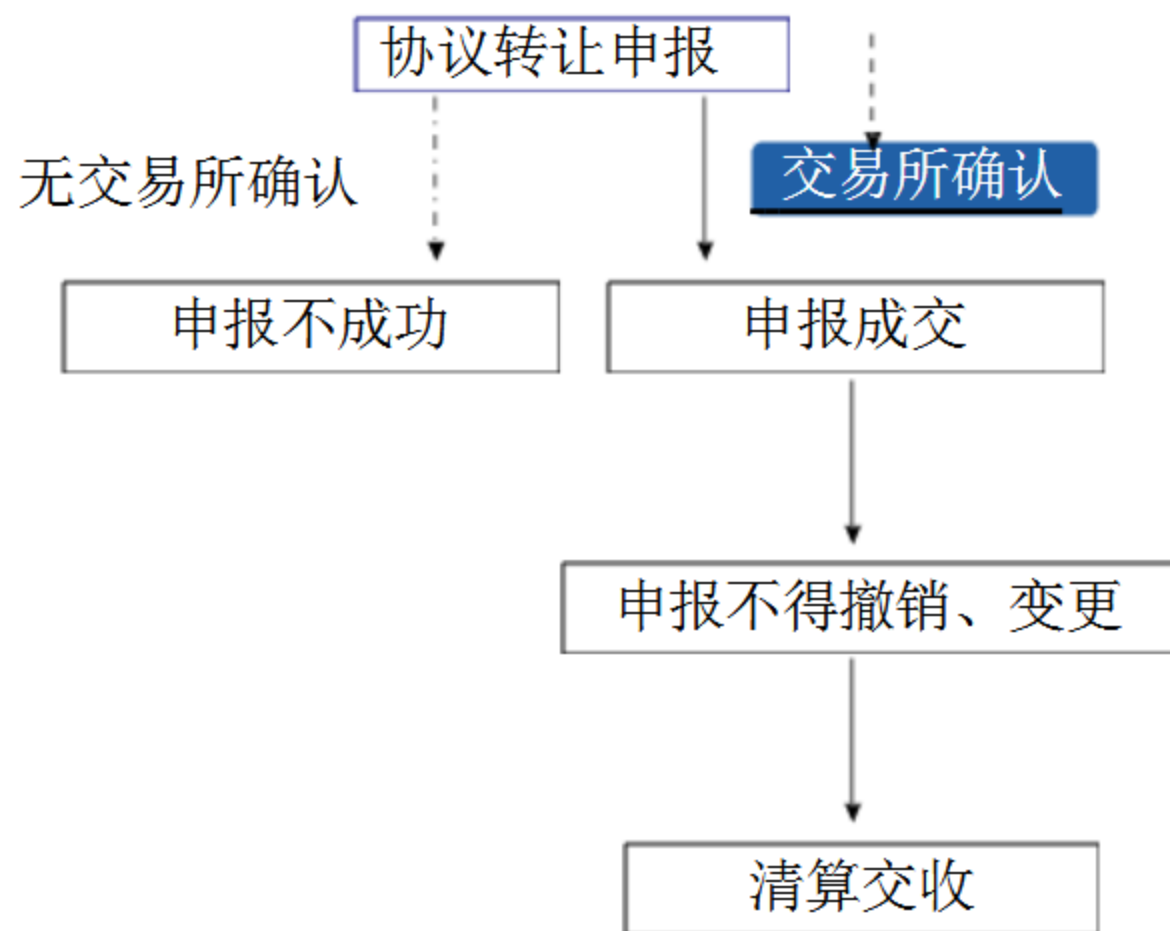 协议转让申报
无交易所确认
交易所确认
申报不成功
申报成交
申报不得撤销、变更
清算交收